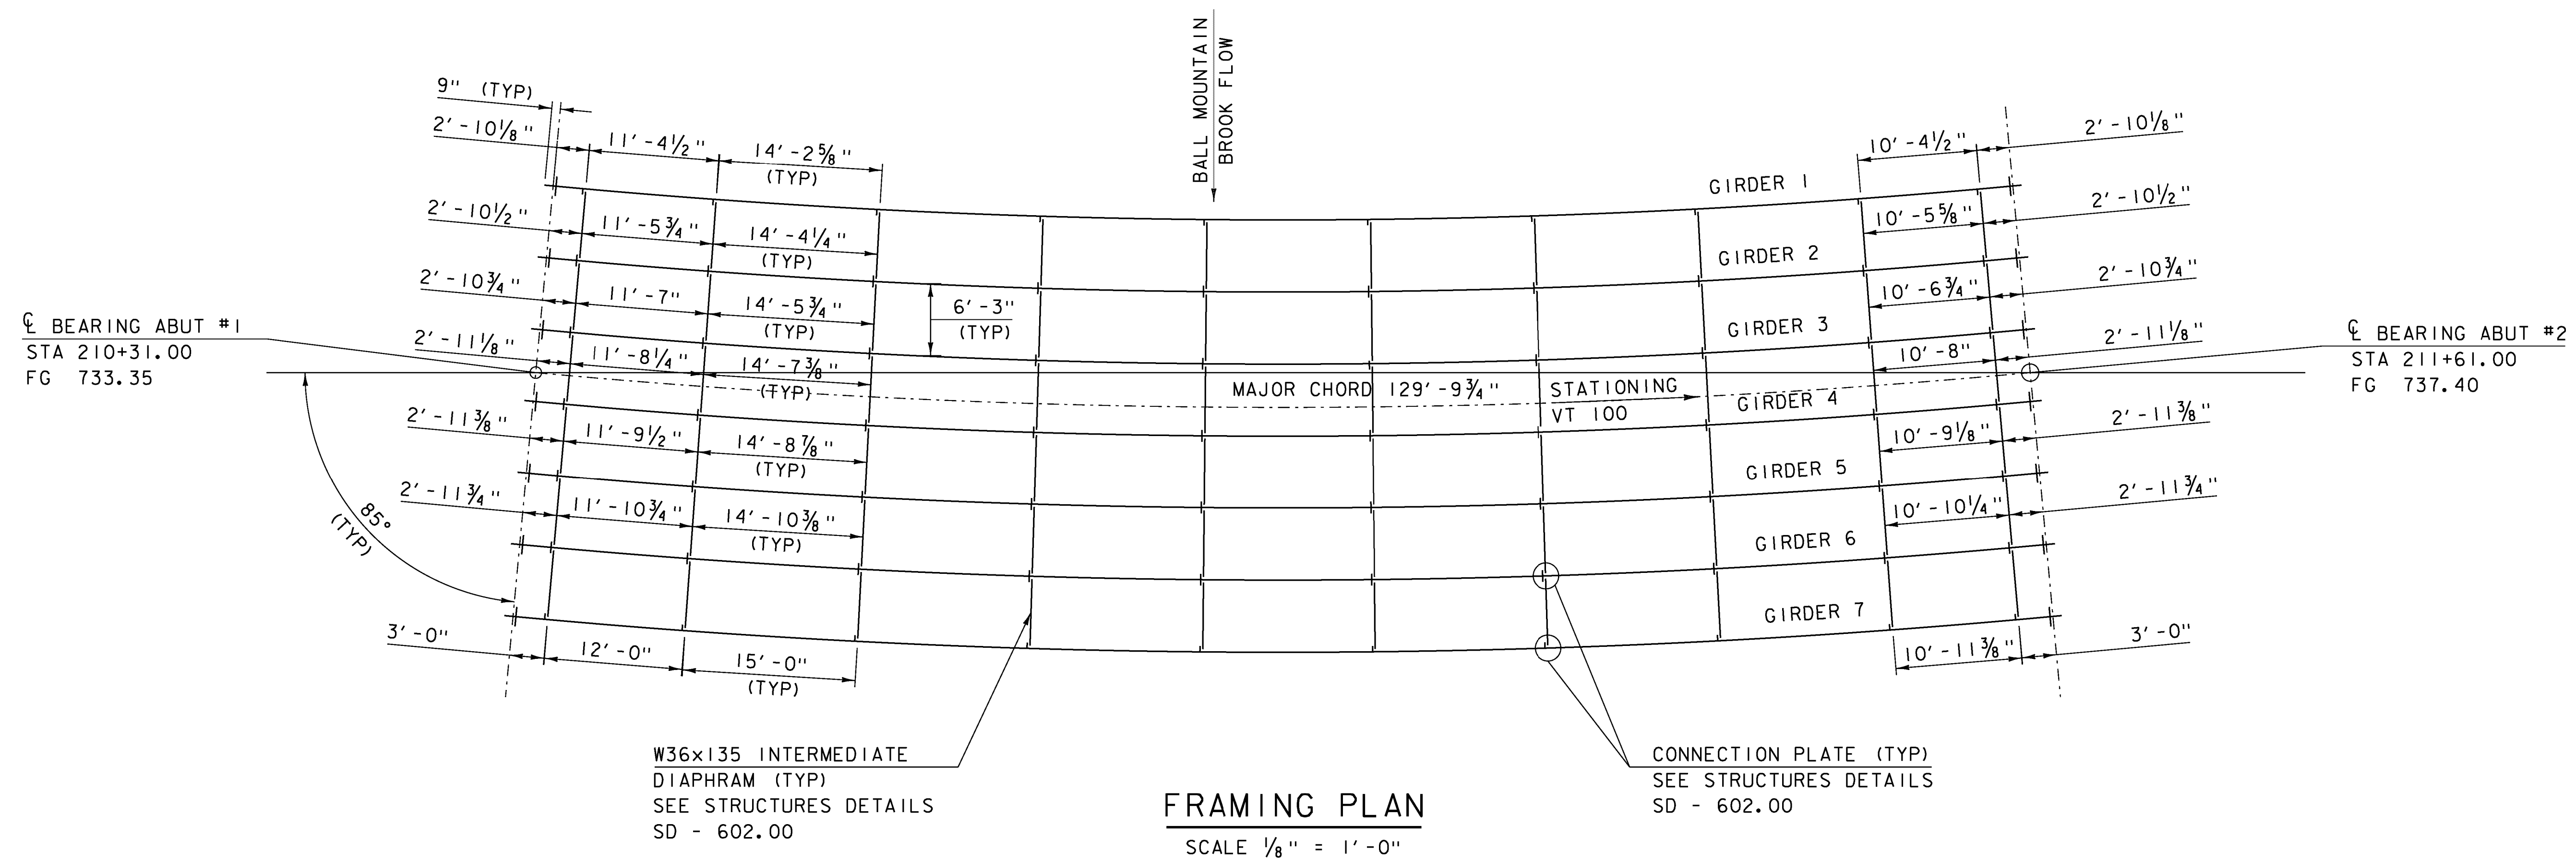 BALL MOUNTAIN
BROOK FLOW
9" (TYP)
2'-10⅛"
11'-4½"
14'-2⅝"
(TYP)
10'-4½"
2'-10⅛"
GIRDER 1
2'-10½"
11'-5¾"
14'-4¼"
(TYP)
10'-5⅝"
2'-10½"
GIRDER 2
2'-10¾"
11'-7"
14'-5¾"
(TYP)
6'-3"
(TYP)
10'-6¾"
2'-10¾"
GIRDER 3
℄ BEARING ABUT #1
STA 210+31.00
FG 733.35
2'-11⅛"
11'-8¼"
14'-7⅜"
(TYP)
10'-8"
2'-11⅛"
℄ BEARING ABUT #2
STA 211+61.00
FG 737.40
MAJOR CHORD 129'-9¾"
STATIONING
VT 100
GIRDER 4
2'-11⅜"
11'-9½"
14'-8⅞"
(TYP)
10'-9⅛"
2'-11⅜"
GIRDER 5
2'-11¾"
11'-10¾"
14'-10⅜"
(TYP)
10'-10¼"
2'-11¾"
85°
(TYP)
GIRDER 6
GIRDER 7
3'-0"
12'-0"
15'-0"
(TYP)
10'-11⅜"
3'-0"
W36x135 INTERMEDIATE
DIAPHRAM (TYP)
SEE STRUCTURES DETAILS
SD - 602.00
CONNECTION PLATE (TYP)
SEE STRUCTURES DETAILS
SD - 602.00
FRAMING PLAN
SCALE ⅛" = 1'-0"